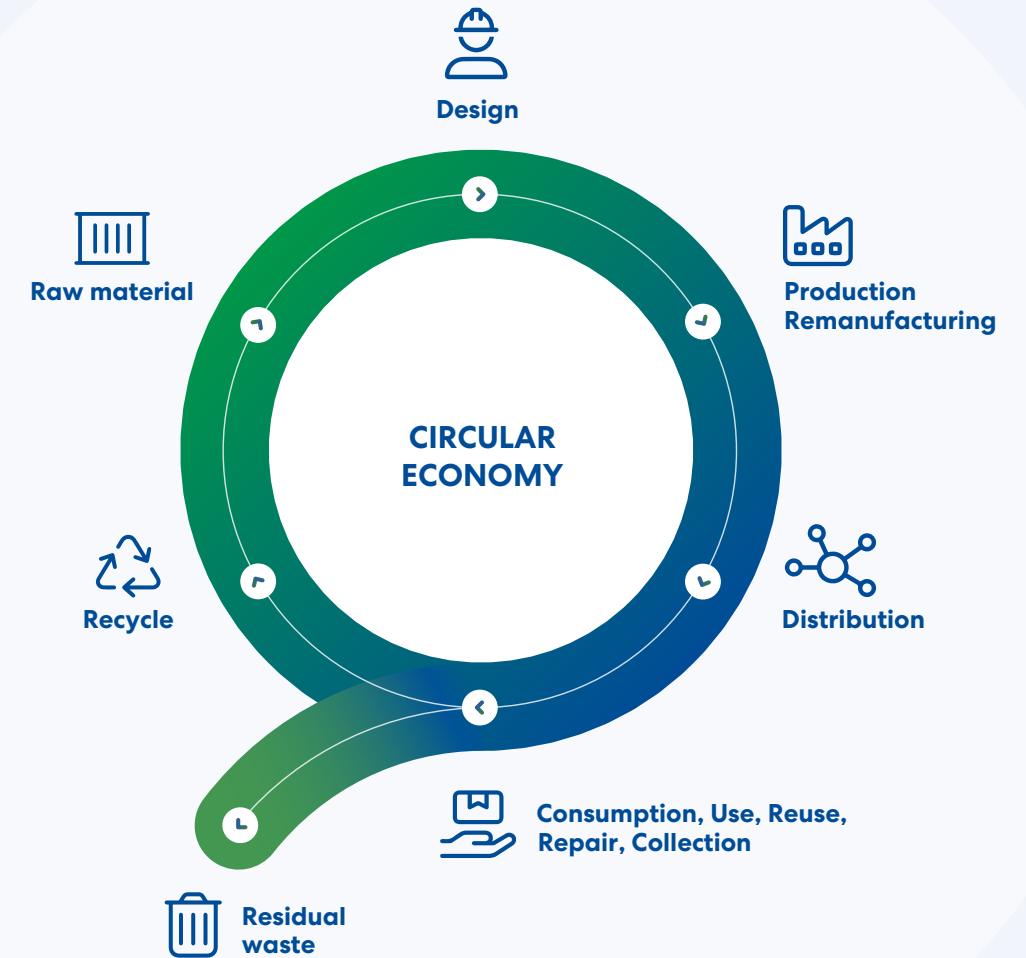 Design
Raw material
Production
Remanufacturing
CIRCULAR
ECONOMY
Recycle
Distribution
Consumption, Use, Reuse,
Repair, Collection
Residual
waste